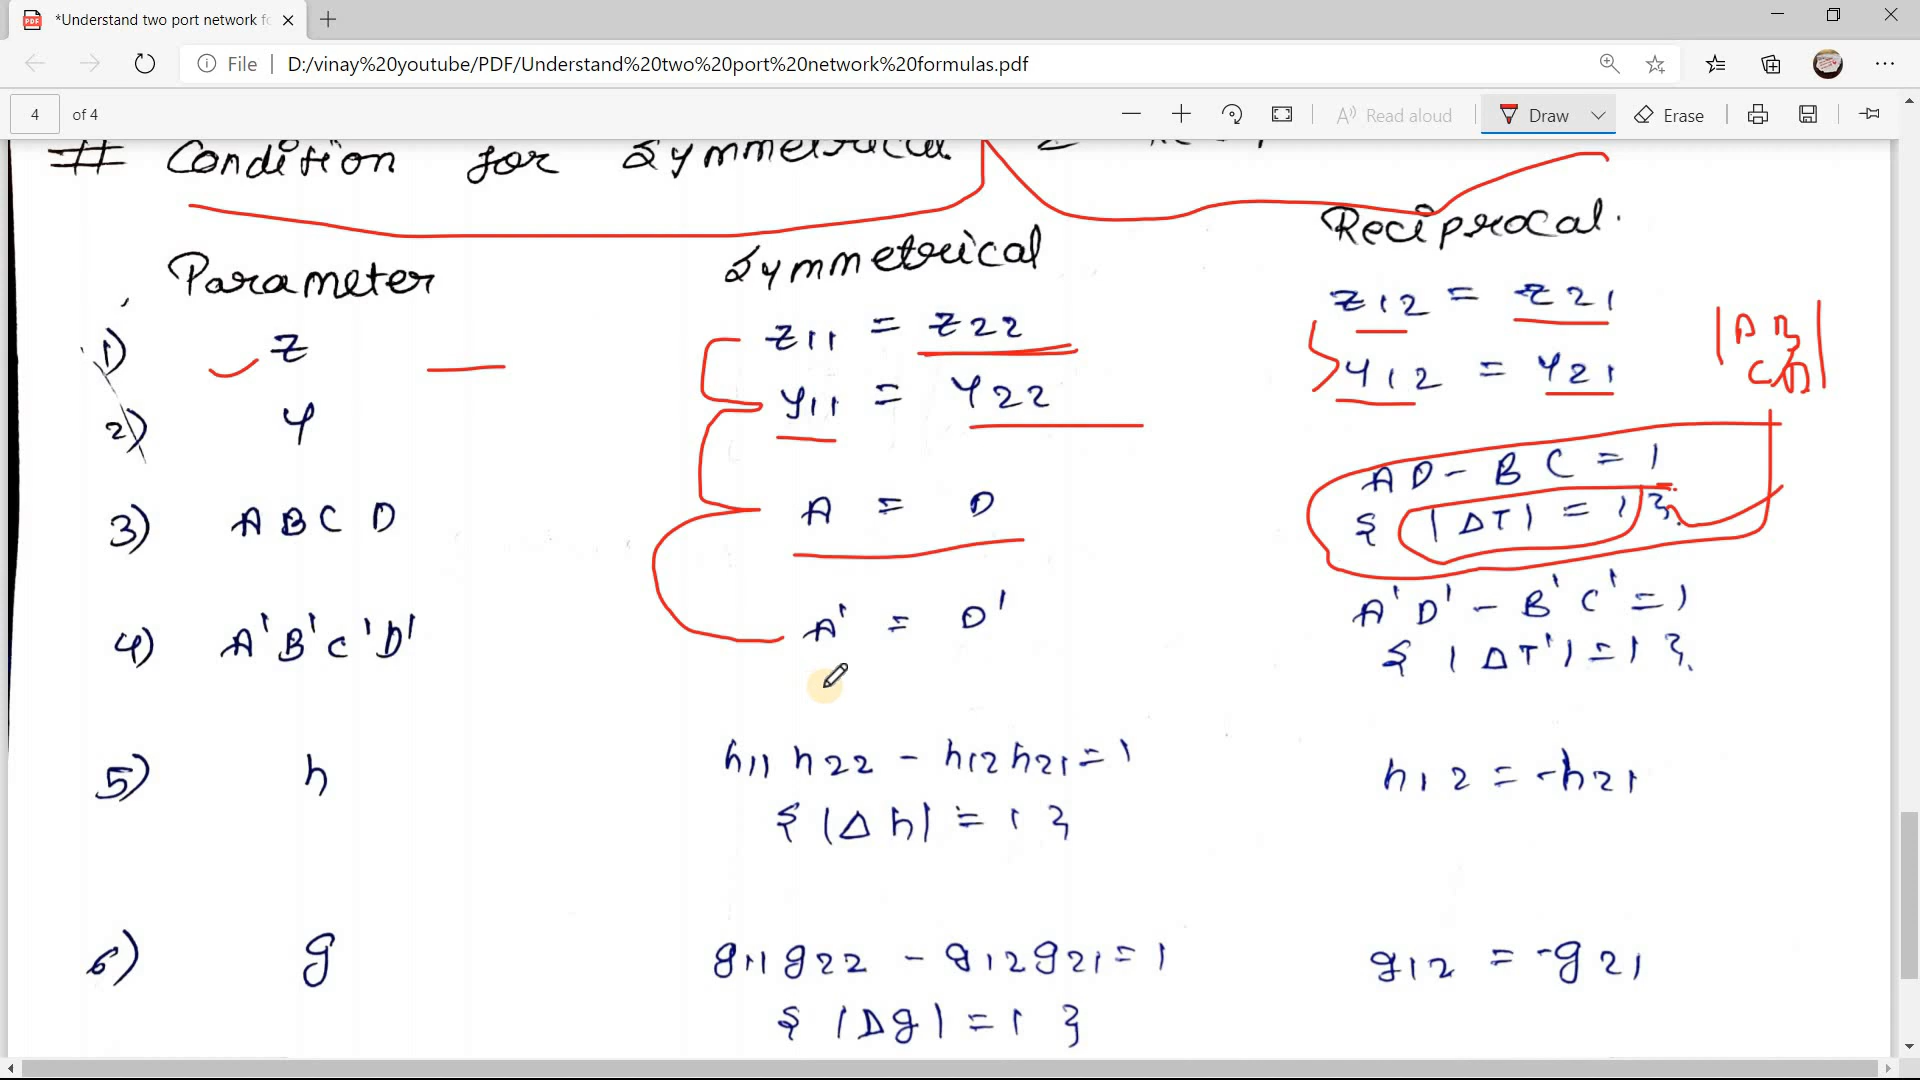 *Understand two port network fo
File D:/vinay%20youtube/PDF/Understand%20two%20port%20network%20formulas.pdf
4 of 4 Read aloud Draw Erase
# Condition for Symmetrical
Parameter Symmetrical Reciprocal.
1) Z Z11 = Z22 Z12 = Z21
2) Y Y11 = Y22 Y12 = Y21
A B
C D
3) A B C D A = D AD - BC = 1
{ |ΔT| = 1 }.
4) A' B' C' D' A' = D' A'D' - B'C' = 1
{ |ΔT'| = 1 }.
5) h h11 h22 - h12 h21 = 1 h12 = -h21
{ |Δh| = 1 }
6) g g11 g22 - g12 g21 = 1 g12 = -g21
{ |Δg| = 1 }